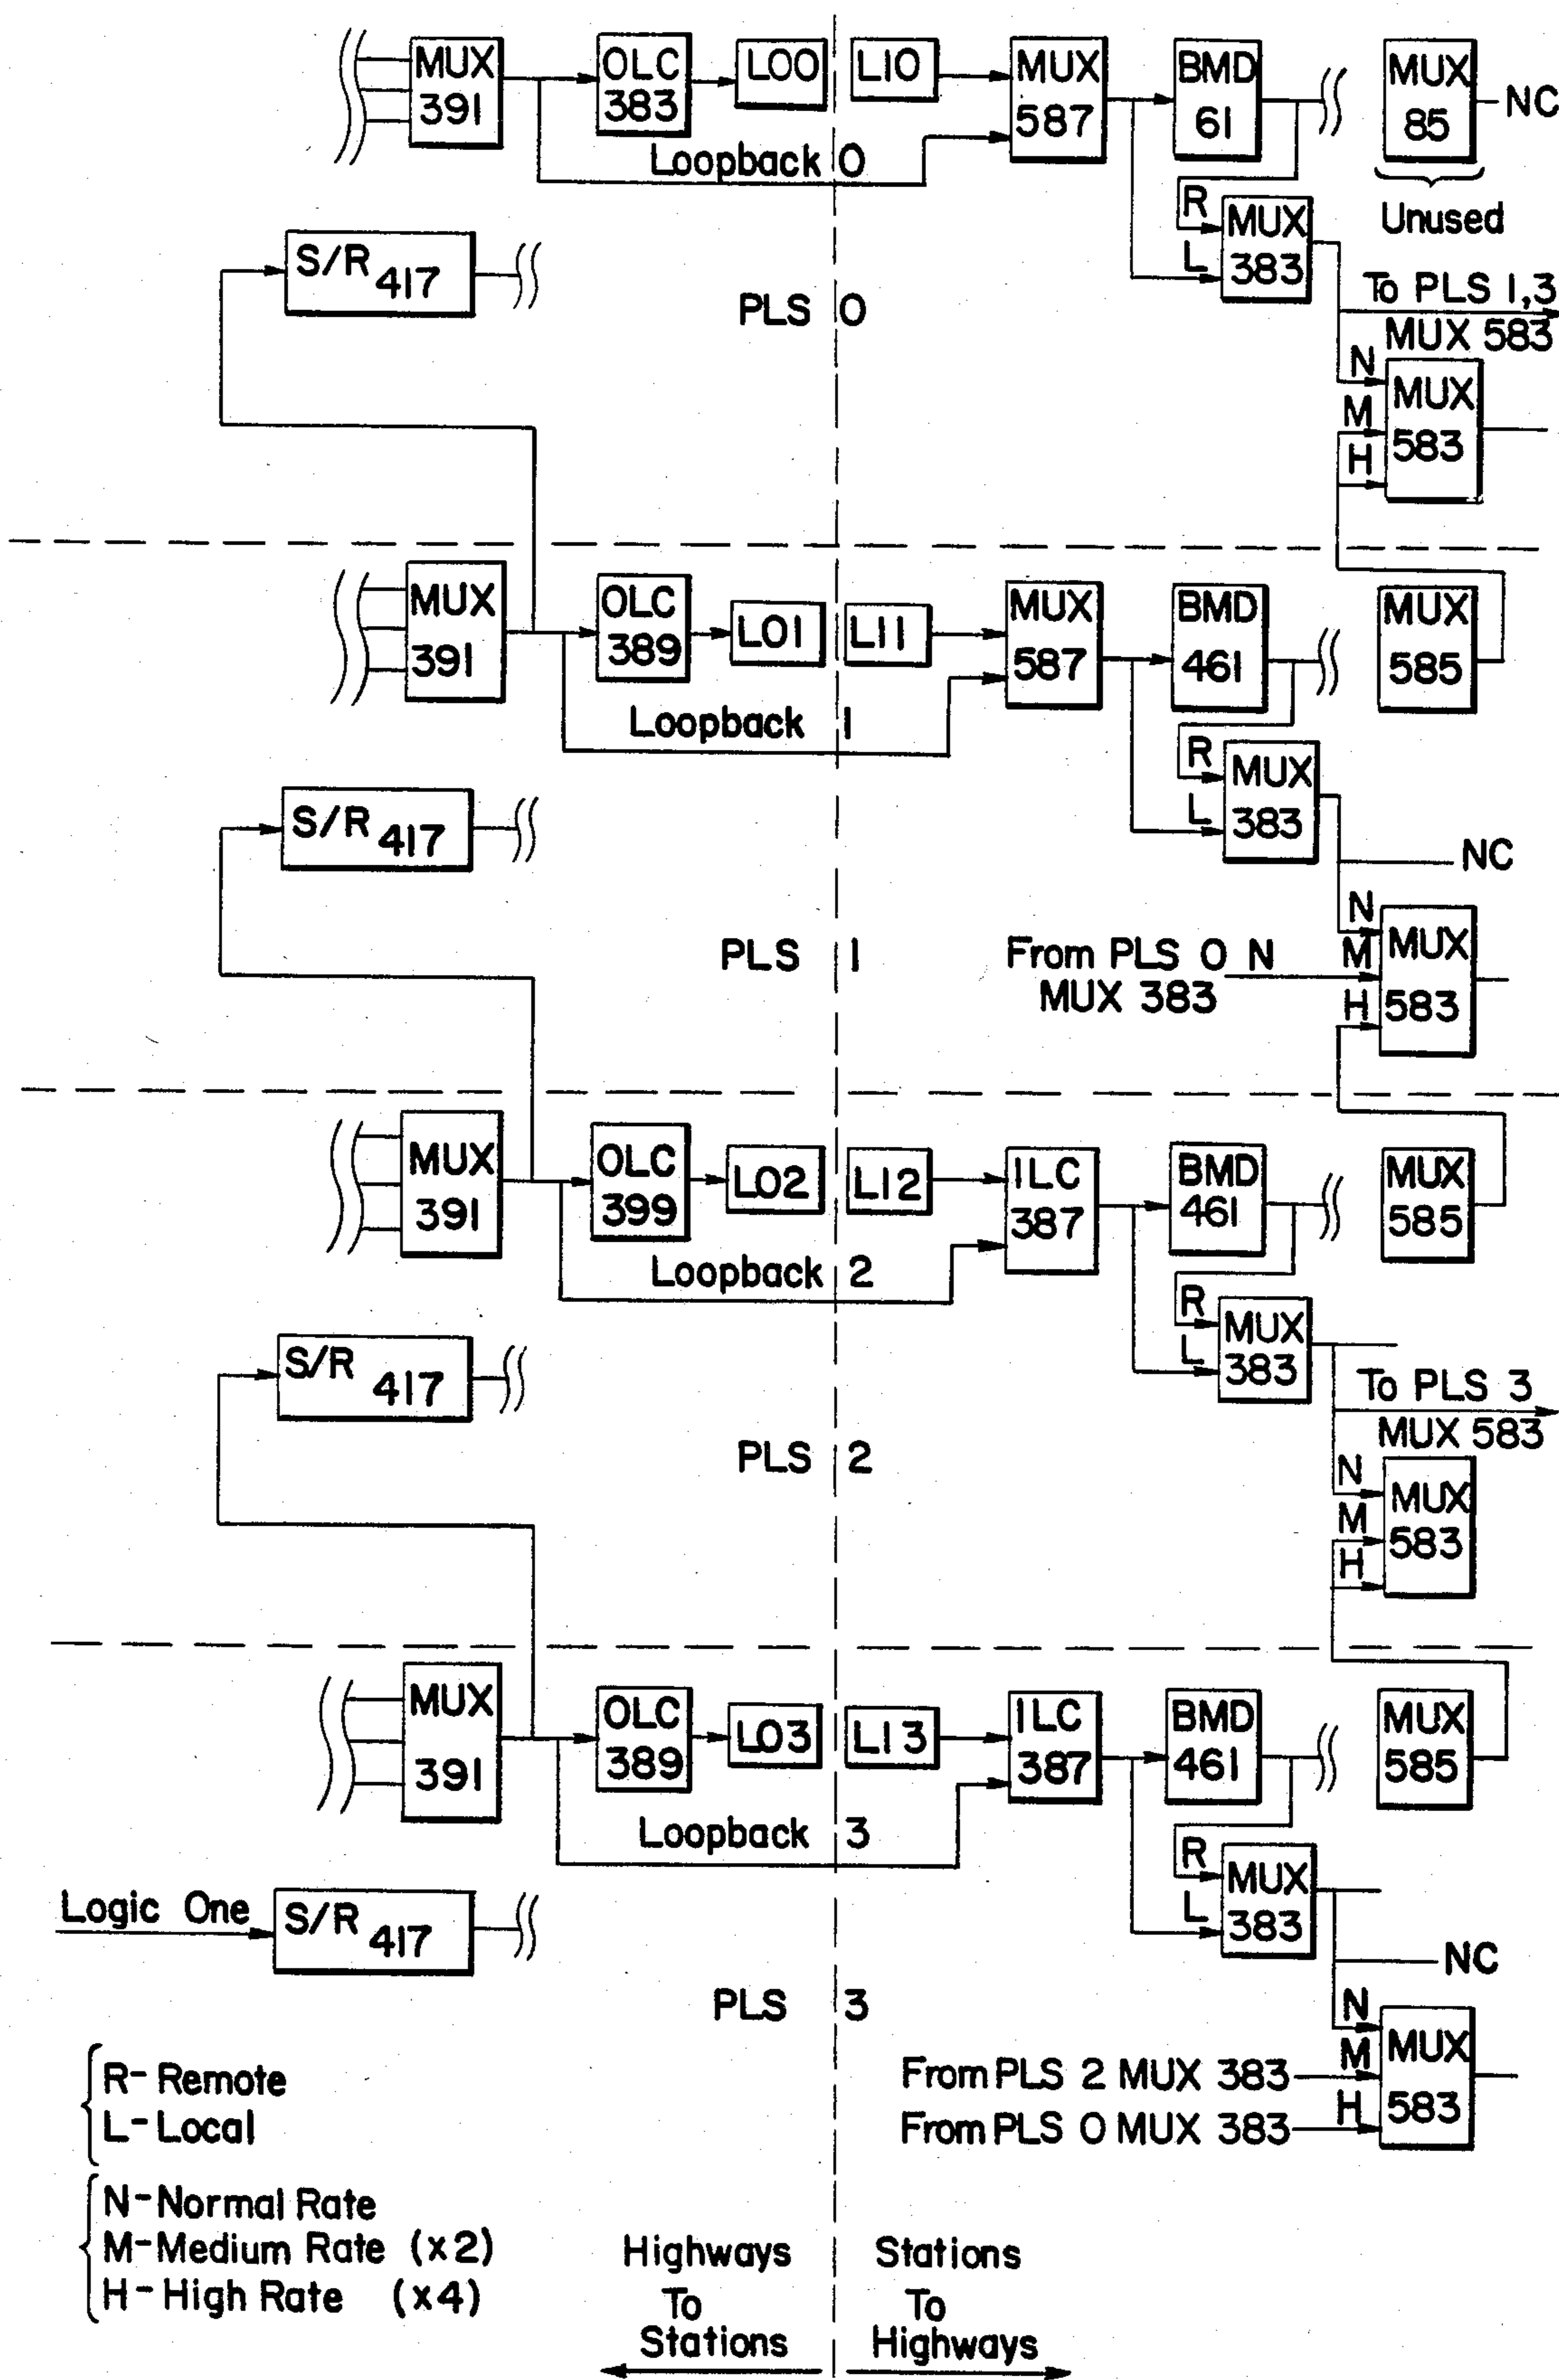 MUX 391
OLC 383
LO0
LI0
MUX 587
BMD 61
MUX 85
NC
Loopback 0
Unused
R
L
MUX 383
S/R 417
PLS 0
To PLS 1,3
MUX 583
N
M
H
MUX 583
MUX 391
OLC 389
LO1
LI1
MUX 587
BMD 461
MUX 585
Loopback 1
R
L
MUX 383
S/R 417
NC
PLS 1
From PLS 0 N
MUX 383
N
M
H
MUX 583
MUX 391
OLC 399
LO2
LI2
ILC 387
BMD 461
MUX 585
Loopback 2
R
L
MUX 383
S/R 417
To PLS 3
MUX 583
PLS 2
N
M
H
MUX 583
MUX 391
OLC 389
LO3
LI3
ILC 387
BMD 461
MUX 585
Loopback 3
R
L
MUX 383
Logic One
S/R 417
NC
PLS 3
N
M
H
MUX 583
From PLS 2 MUX 383
From PLS 0 MUX 383
R-Remote
L-Local
N-Normal Rate
M-Medium Rate (x2)
H-High Rate (x4)
Highways
To
Stations
Stations
To
Highways